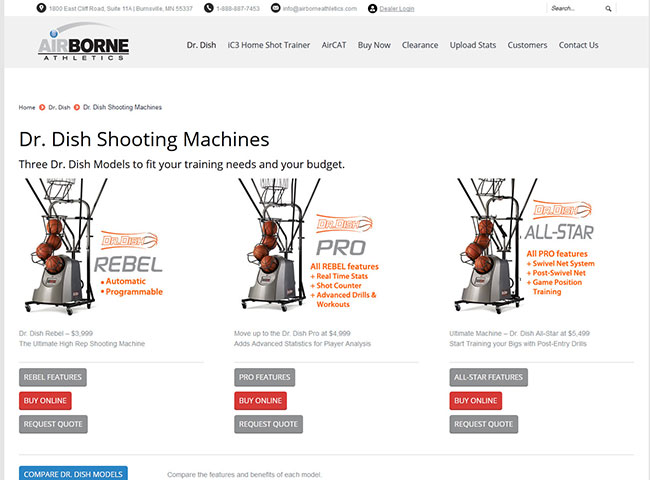 1800 East Cliff Road, Suite 11A | Burnsville, MN 55337
1-888-887-7453
info@airborneathletics.com
Dealer Login
Search...
AIRBORNE
ATHLETICS
Dr. Dish
iC3 Home Shot Trainer
AirCAT
Buy Now
Clearance
Upload Stats
Customers
Contact Us
Home
Dr. Dish
Dr. Dish Shooting Machines
Dr. Dish Shooting Machines
Three Dr. Dish Models to fit your training needs and your budget.
DR.DISH
REBEL
• Automatic
• Programmable
DR.DISH
PRO
All REBEL features
+ Real Time Stats
+ Shot Counter
+ Advanced Drills &
Workouts
DR.DISH
ALL-STAR
All PRO features
+ Swivel Net System
+ Post-Swivel Net
+ Game Position
Training
Dr. Dish Rebel – $3,999
The Ultimate High Rep Shooting Machine
Move up to the Dr. Dish Pro at $4,999
Adds Advanced Statistics for Player Analysis
Ultimate Machine – Dr. Dish All-Star at $5,499
Start Training your Bigs with Post-Entry Drills
REBEL FEATURES
PRO FEATURES
ALL-STAR FEATURES
BUY ONLINE
BUY ONLINE
BUY ONLINE
REQUEST QUOTE
REQUEST QUOTE
REQUEST QUOTE
COMPARE DR. DISH MODELS
Compare the features and benefits of each model.